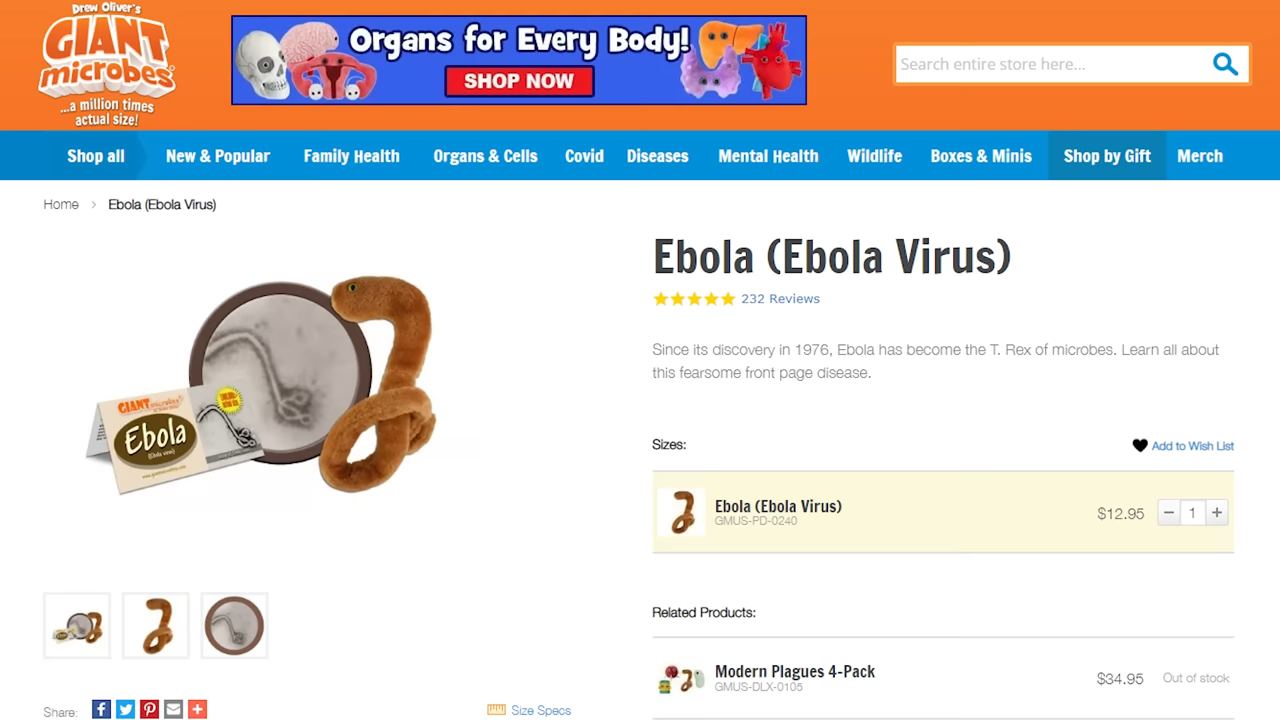 Drew Oliver's
GIANT
microbes
...a million times
actual size!
Organs for Every Body!
SHOP NOW
Search entire store here...
Shop all
New & Popular
Family Health
Organs & Cells
Covid
Diseases
Mental Health
Wildlife
Boxes & Minis
Shop by Gift
Merch
Home > Ebola (Ebola Virus)
GIANT
Ebola
(Ebola virus)
Ebola (Ebola Virus)
232 Reviews
Since its discovery in 1976, Ebola has become the T. Rex of microbes. Learn all about
this fearsome front page disease.
Sizes:
Add to Wish List
Ebola (Ebola Virus)
GMUS-PD-0240
$12.95
− 1 +
Related Products:
Modern Plagues 4-Pack
GMUS-DLX-0105
$34.95
Out of stock
Share:
Size Specs